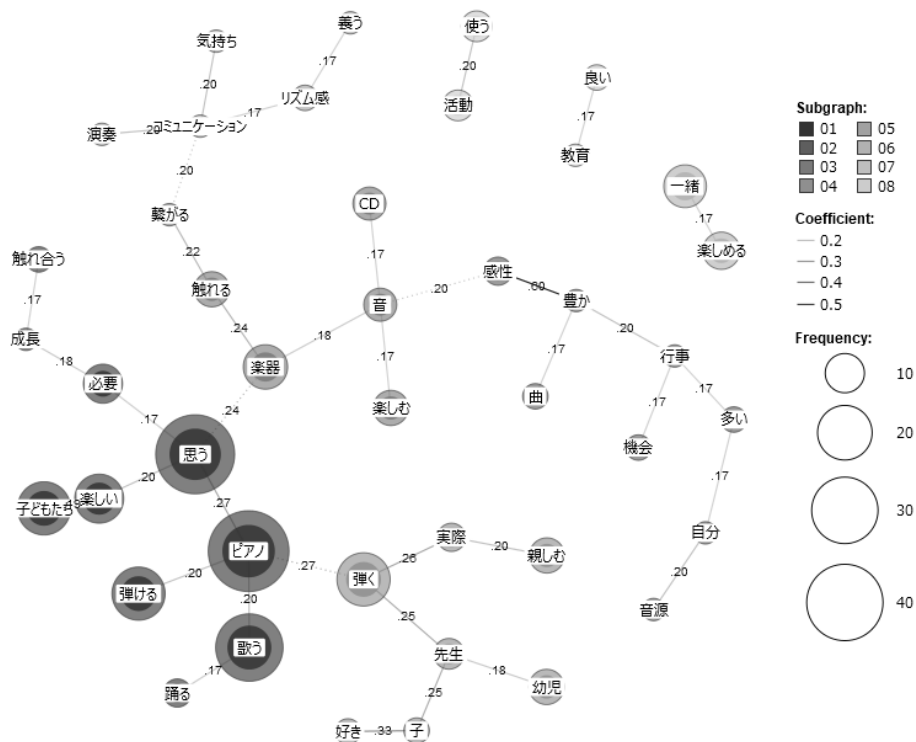 気持ち
養う
使う
.20
.17
.20
良い
リズム感
活動
.17
.17
演奏
.20
コミュニケーション
教育
.20
一緒
繋がる
CD
.17
.22
楽しめる
触れ合う
.17
感性
.20
.60
豊か
触れる
.17
音
.20
.24
.18
成長
.17
行事
.18
楽器
.17
.17
.17
必要
曲
楽しむ
多い
.24
機会
.17
思う
.17
.20
楽しい
子どもたち
.27
自分
実際
.20
親しむ
ピアノ
.27
弾く
.26
.20
弾ける
.20
.25
音源
歌う
先生
.17
.18
幼児
踊る
.25
好き
.33
子
Subgraph:
01 05
02 06
03 07
04 08
Coefficient:
0.2
0.3
0.4
0.5
Frequency:
10
20
30
40